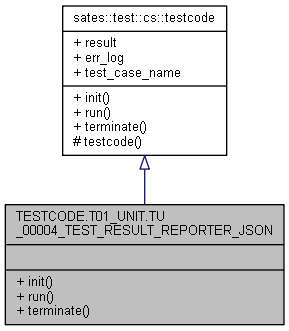 sates::test::cs::testcode
+ result
+ err_log
+ test_case_name
+ init()
+ run()
+ terminate()
# testcode()
TESTCODE.T01_UNIT.TU
_00004_TEST_RESULT_REPORTER_JSON
+ init()
+ run()
+ terminate()